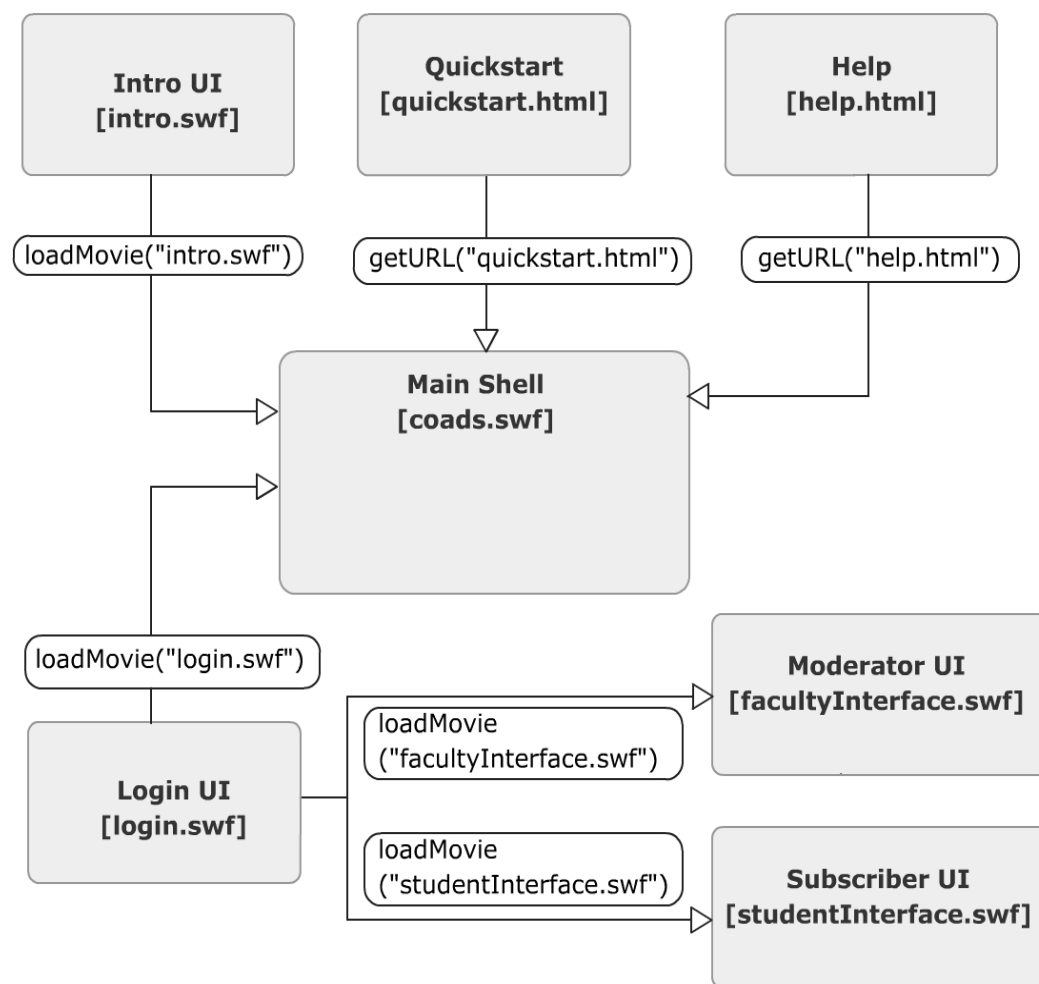 Intro UI
[intro.swf]
Quickstart
[quickstart.html]
Help
[help.html]
loadMovie("intro.swf")
getURL("quickstart.html")
getURL("help.html")
Main Shell
[coads.swf]
loadMovie("login.swf")
Login UI
[login.swf]
loadMovie
("facultyInterface.swf")
Moderator UI
[facultyInterface.swf]
loadMovie
("studentInterface.swf")
Subscriber UI
[studentInterface.swf]